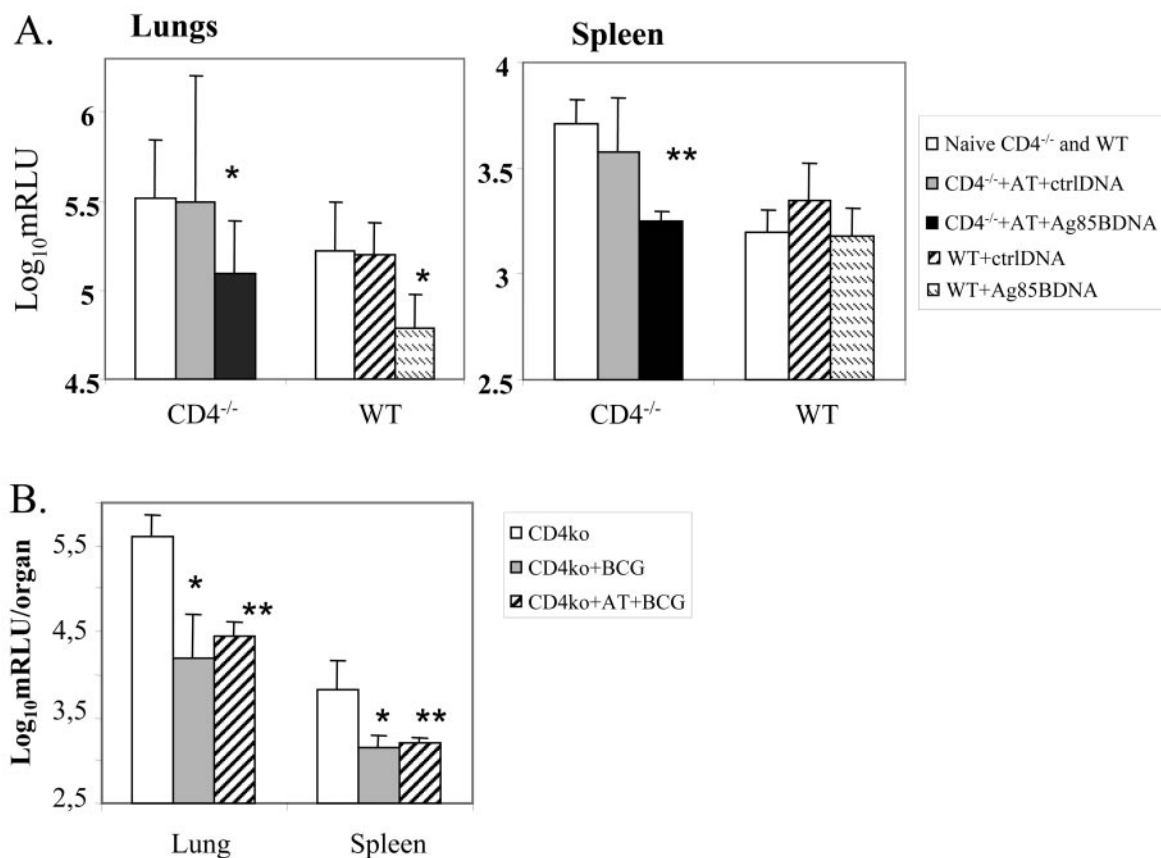 A.
Lungs
Spleen
Log₁₀mRLU
6
5.5
5
4.5
*
*
CD4⁻/⁻
WT
4
3.5
3
2.5
**
CD4⁻/⁻
WT
Naive CD4⁻/⁻ and WT
CD4⁻/⁻+AT+ctrlDNA
CD4⁻/⁻+AT+Ag85BDNA
WT+ctrlDNA
WT+Ag85BDNA
B.
Log₁₀mRLU/organ
5,5
4,5
3,5
2,5
*
**
*
**
Lung
Spleen
CD4ko
CD4ko+BCG
CD4ko+AT+BCG